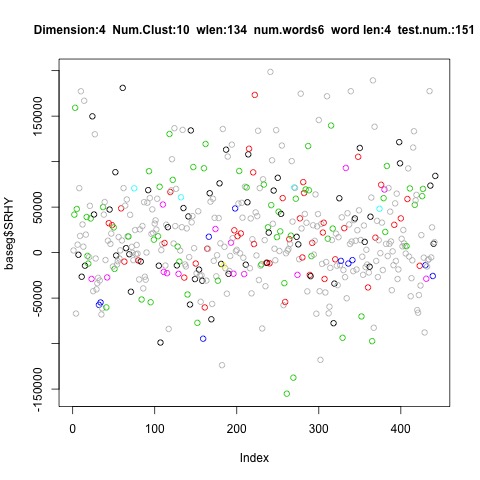 Dimension:4 Num.Clust:10 wlen:134 num.words6 word len:4 test.num.:151
baseg$SRHY
150000
50000
0
-50000
-150000
0 100 200 300 400
Index